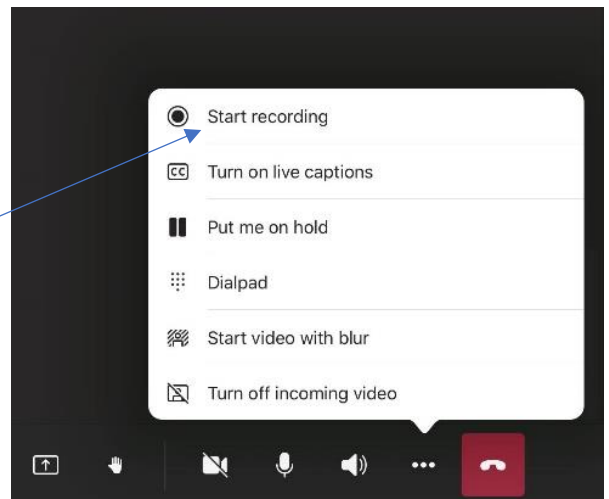 Start recording
CC Turn on live captions
Put me on hold
Dialpad
Start video with blur
Turn off incoming video